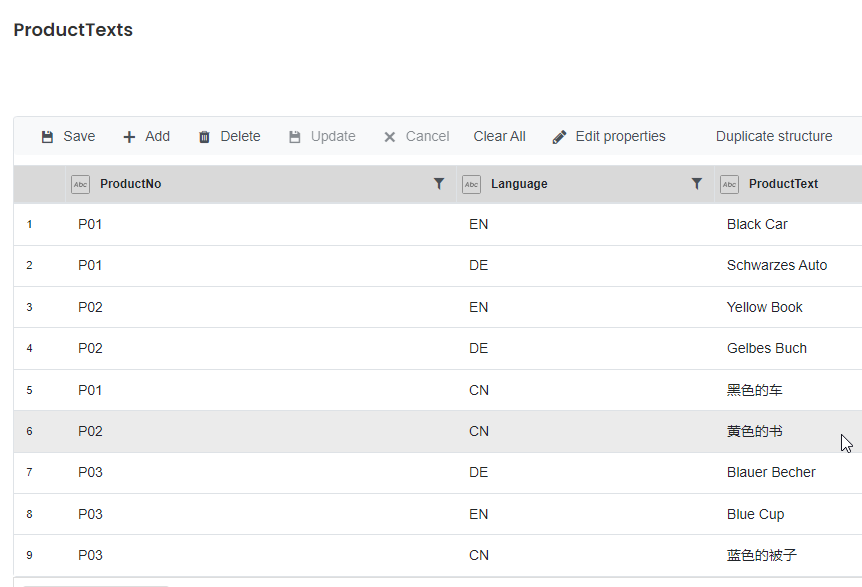 ProductTexts
Save Add Delete Update Cancel Clear All Edit properties Duplicate structure
Abc ProductNo Abc Language Abc ProductText
1 P01 EN Black Car
2 P01 DE Schwarzes Auto
3 P02 EN Yellow Book
4 P02 DE Gelbes Buch
5 P01 CN 黑色的车
6 P02 CN 黄色的书
7 P03 DE Blauer Becher
8 P03 EN Blue Cup
9 P03 CN 蓝色的被子